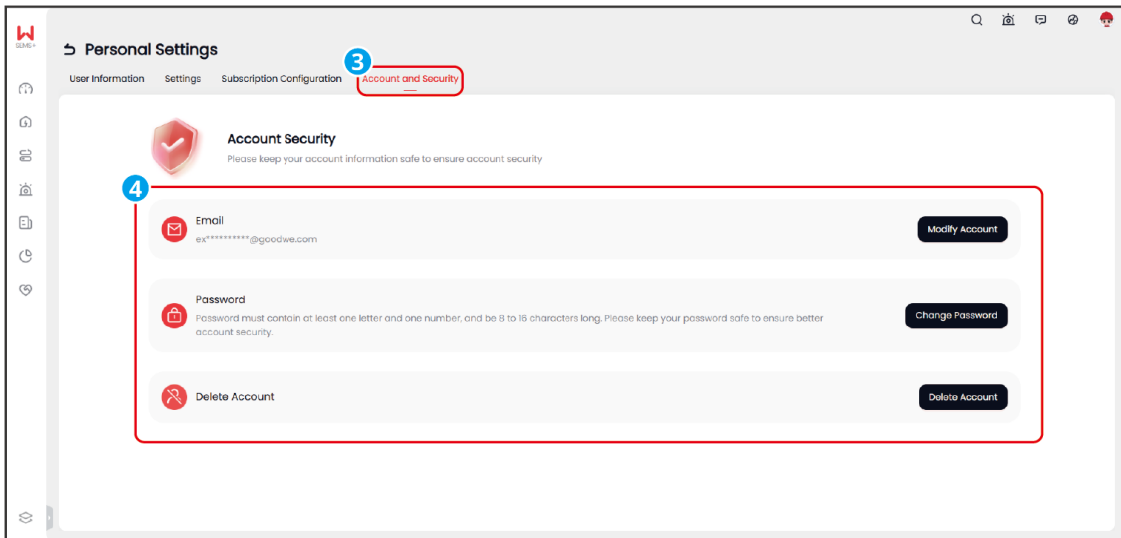 SEMS+
Personal Settings
3
User Information Settings Subscription Configuration Account and Security
Account Security
Please keep your account information safe to ensure account security
4
Email
ex**********@goodwe.com
Modify Account
Password
Password must contain at least one letter and one number, and be 8 to 16 characters long. Please keep your password safe to ensure better
account security.
Change Password
Delete Account
Delete Account